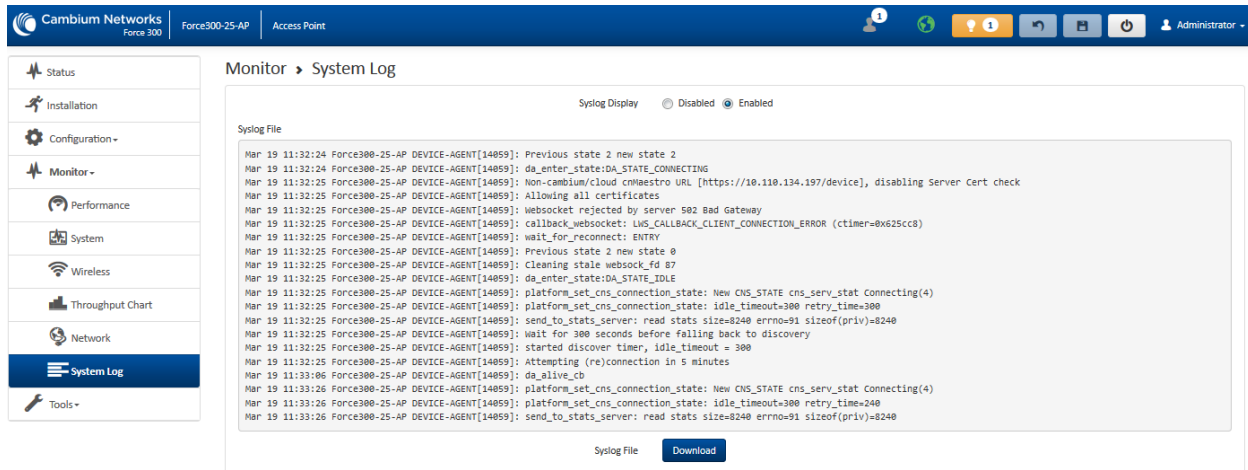 Cambium Networks
Force 300
Force300-25-AP
Access Point
1
1
Administrator
Status
Installation
Configuration
Monitor
Performance
System
Wireless
Throughput Chart
Network
System Log
Tools
Monitor > System Log
Syslog Display Disabled Enabled
Syslog File
Mar 19 11:32:24 Force300-25-AP DEVICE-AGENT[14059]: Previous state 2 new state 2
Mar 19 11:32:24 Force300-25-AP DEVICE-AGENT[14059]: da_enter_state:DA_STATE_CONNECTING
Mar 19 11:32:25 Force300-25-AP DEVICE-AGENT[14059]: Non-cambium/cloud cnMaestro URL [https://10.110.134.197/device], disabling Server Cert check
Mar 19 11:32:25 Force300-25-AP DEVICE-AGENT[14059]: Allowing all certificates
Mar 19 11:32:25 Force300-25-AP DEVICE-AGENT[14059]: Websocket rejected by server 502 Bad Gateway
Mar 19 11:32:25 Force300-25-AP DEVICE-AGENT[14059]: callback_websocket: LWS_CALLBACK_CLIENT_CONNECTION_ERROR (ctimer=0x625cc8)
Mar 19 11:32:25 Force300-25-AP DEVICE-AGENT[14059]: wait_for_reconnect: ENTRY
Mar 19 11:32:25 Force300-25-AP DEVICE-AGENT[14059]: Previous state 2 new state 0
Mar 19 11:32:25 Force300-25-AP DEVICE-AGENT[14059]: Cleaning stale websock_fd 87
Mar 19 11:32:25 Force300-25-AP DEVICE-AGENT[14059]: da_enter_state:DA_STATE_IDLE
Mar 19 11:32:25 Force300-25-AP DEVICE-AGENT[14059]: platform_set_cns_connection_state: New CNS_STATE cns_serv_stat Connecting(4)
Mar 19 11:32:25 Force300-25-AP DEVICE-AGENT[14059]: platform_set_cns_connection_state: idle_timeout=300 retry_time=300
Mar 19 11:32:25 Force300-25-AP DEVICE-AGENT[14059]: send_to_stats_server: read stats size=8240 errno=91 sizeof(priv)=8240
Mar 19 11:32:25 Force300-25-AP DEVICE-AGENT[14059]: Wait for 300 seconds before falling back to discovery
Mar 19 11:32:25 Force300-25-AP DEVICE-AGENT[14059]: started discover timer, idle_timeout = 300
Mar 19 11:32:25 Force300-25-AP DEVICE-AGENT[14059]: Attempting (re)connection in 5 minutes
Mar 19 11:33:06 Force300-25-AP DEVICE-AGENT[14059]: da_alive_cb
Mar 19 11:33:26 Force300-25-AP DEVICE-AGENT[14059]: platform_set_cns_connection_state: New CNS_STATE cns_serv_stat Connecting(4)
Mar 19 11:33:26 Force300-25-AP DEVICE-AGENT[14059]: platform_set_cns_connection_state: idle_timeout=300 retry_time=240
Mar 19 11:33:26 Force300-25-AP DEVICE-AGENT[14059]: send_to_stats_server: read stats size=8240 errno=91 sizeof(priv)=8240
Syslog File Download